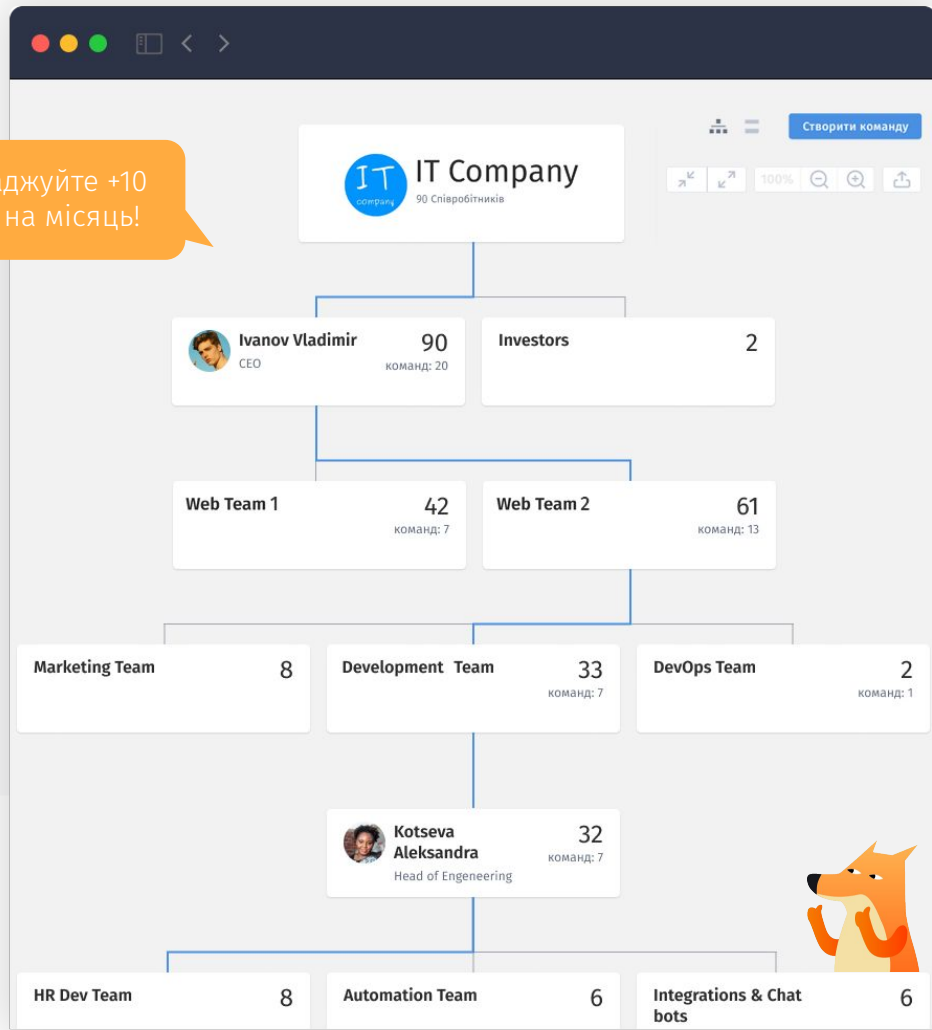 Створити команду
IT
company
IT Company
90 Співробітників
100%
+10
на місяць!
Ivanov Vladimir
90
CEO
команд: 20
Investors
2
Web Team 1
42
команд: 7
Web Team 2
61
команд: 13
Marketing Team
8
Development Team
33
команд: 7
DevOps Team
2
команд: 1
Kotseva
Aleksandra
32
команд: 7
Head of Engeneering
HR Dev Team
8
Automation Team
6
Integrations & Chat
bots
6